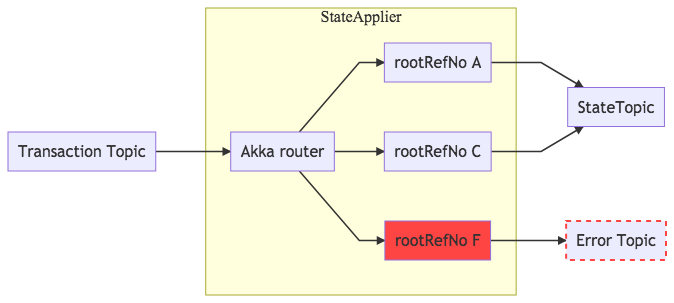 StateApplier
rootRefNo A
StateTopic
Transaction Topic
Akka router
rootRefNo C
rootRefNo F
Error Topic